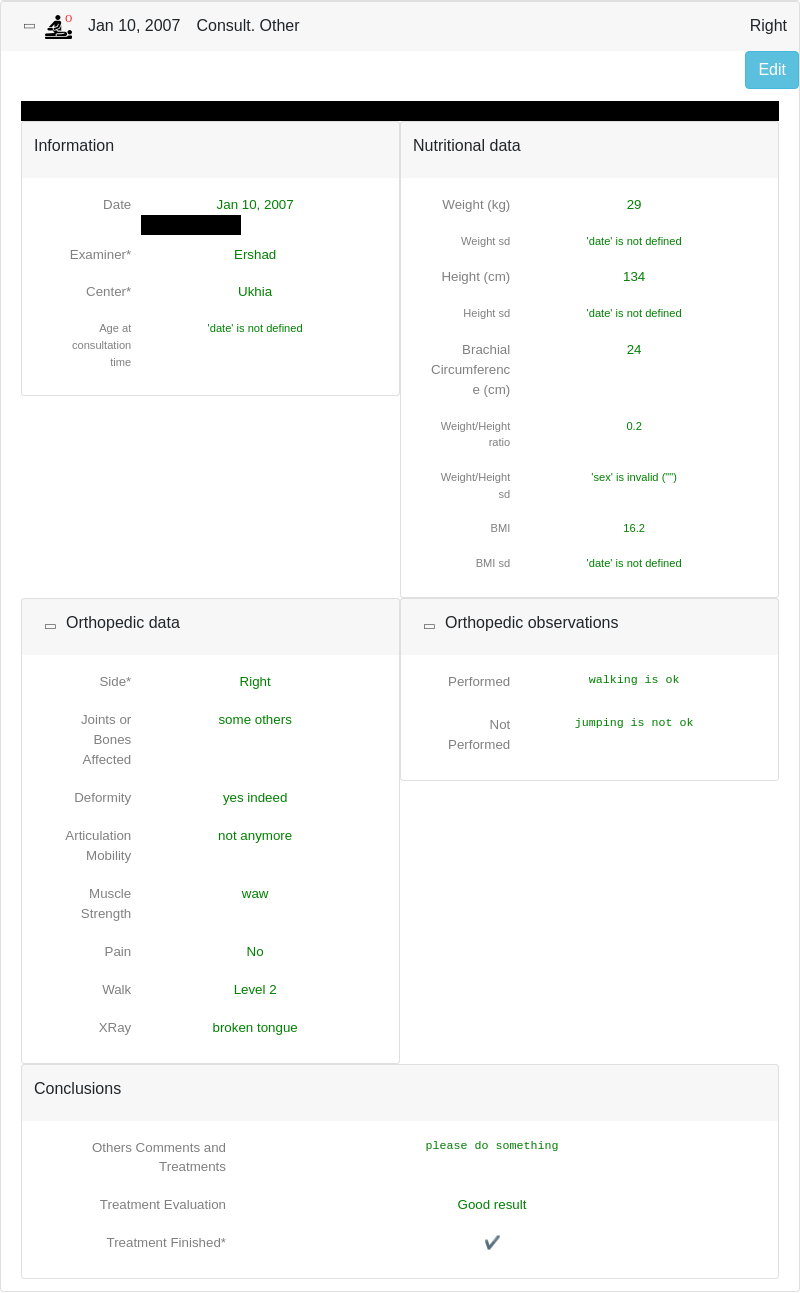 Jan 10, 2007 Consult. Other Right
Edit
Information
Date Jan 10, 2007
Examiner* Ershad
Center* Ukhia
Age at 'date' is not defined
consultation
time
Nutritional data
Weight (kg) 29
Weight sd 'date' is not defined
Height (cm) 134
Height sd 'date' is not defined
Brachial 24
Circumferenc
e (cm)
Weight/Height 0.2
ratio
Weight/Height 'sex' is invalid ("")
sd
BMI 16.2
BMI sd 'date' is not defined
Orthopedic data
Side* Right
Joints or some others
Bones
Affected
Deformity yes indeed
Articulation not anymore
Mobility
Muscle waw
Strength
Pain No
Walk Level 2
XRay broken tongue
Orthopedic observations
Performed walking is ok
Not jumping is not ok
Performed
Conclusions
Others Comments and please do something
Treatments
Treatment Evaluation Good result
Treatment Finished* ✔